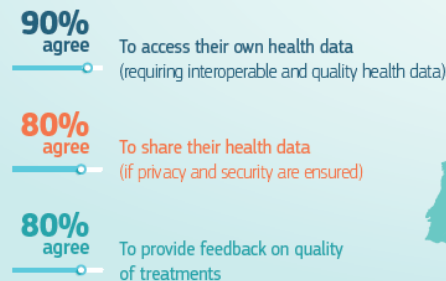 90%
agree
To access their own health data
(requiring interoperable and quality health data)
80%
agree
To share their health data
(if privacy and security are ensured)
80%
agree
To provide feedback on quality
of treatments